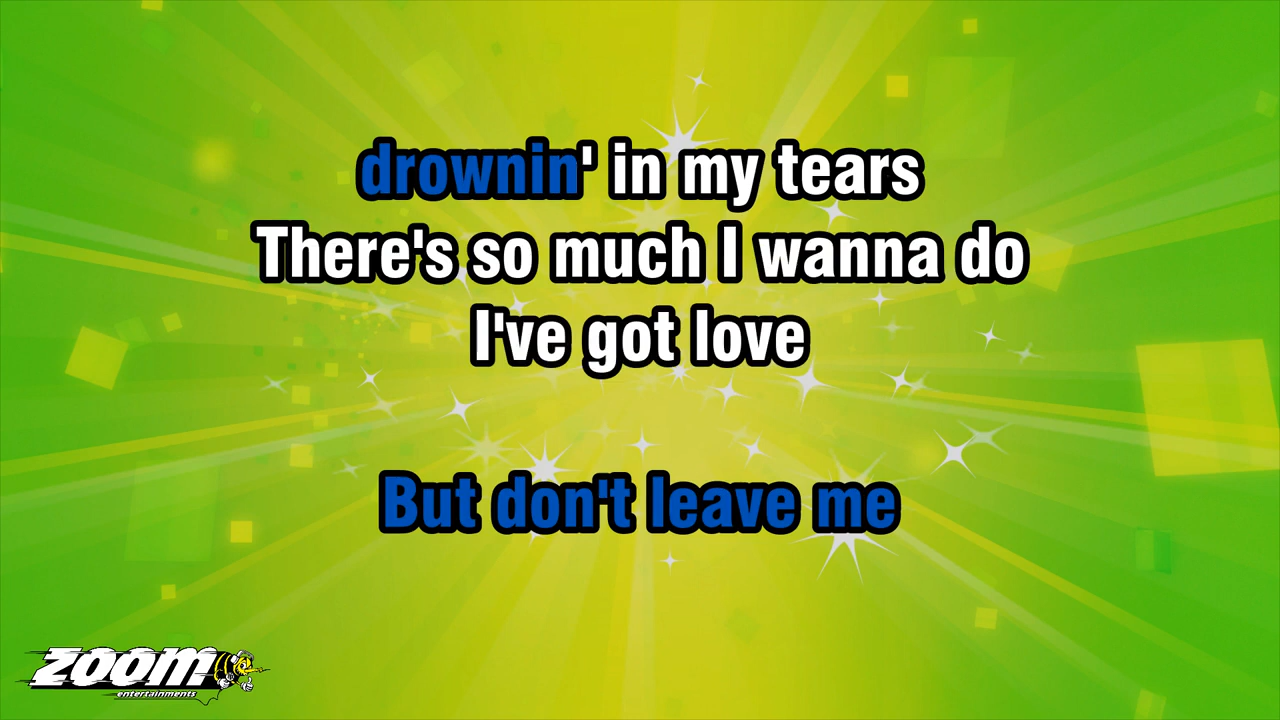 drownin' in my tears
There's so much I wanna do
I've got love
But don't leave me
ZOOM
entertainments